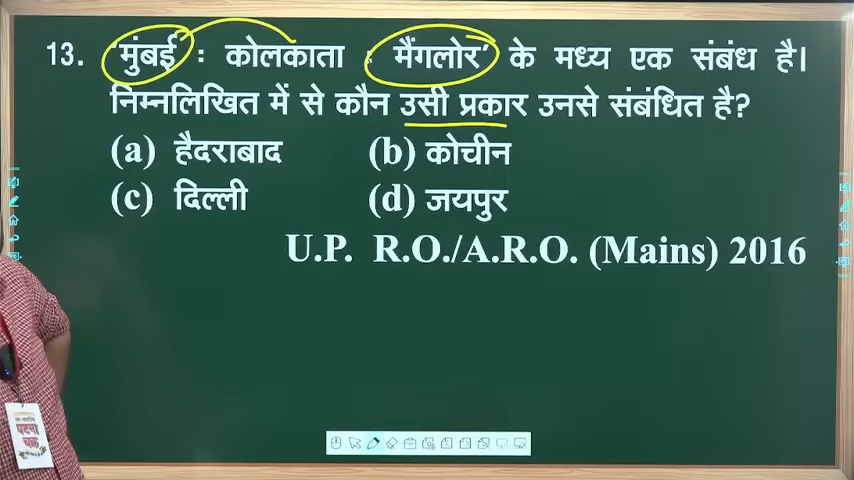 13. 'मुंबई : कोलकाता : मैंगलोर' के मध्य एक संबंध है।
निम्नलिखित में से कौन उसी प्रकार उनसे संबंधित है?
(a) हैदराबाद (b) कोचीन
(c) दिल्ली (d) जयपुर
U.P. R.O./A.R.O. (Mains) 2016